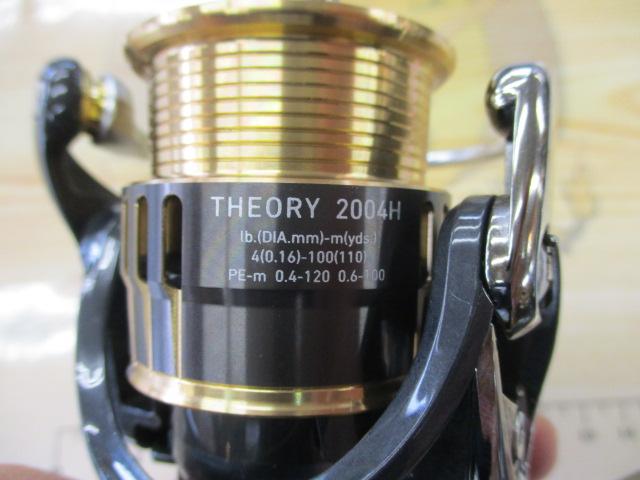 THEORY 2004H
lb.(DIA.mm)-m(yds.)
4(0.16)-100(110)
PE-m 0.4-120 0.6-100